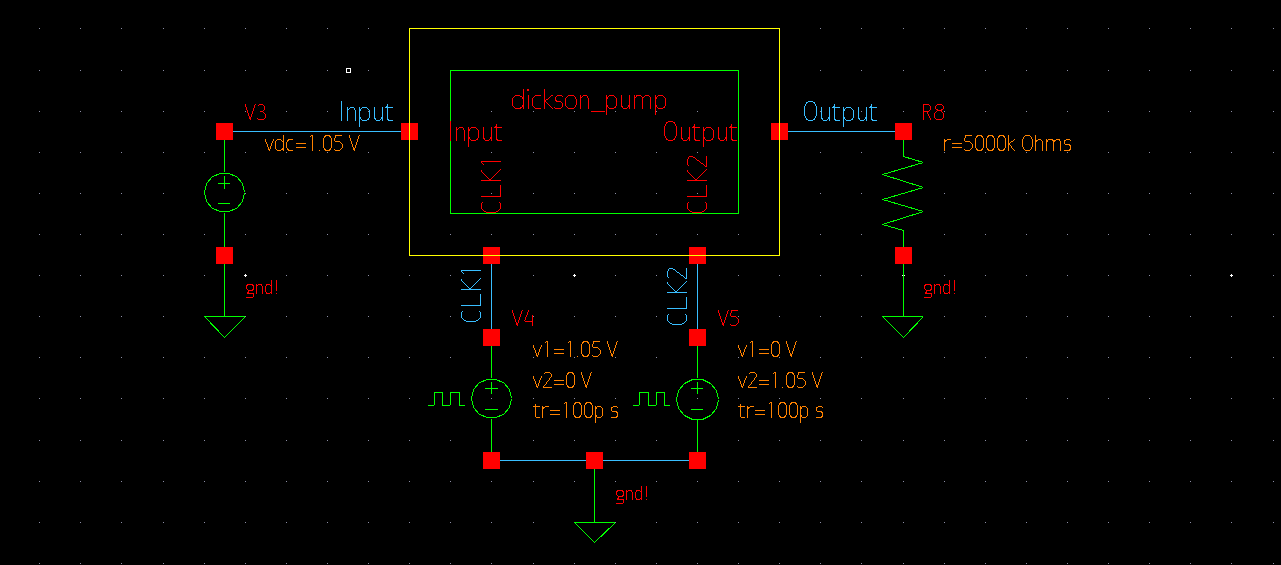 dickson_pump
V3
Input
Output
R8
vdc=1.05 V
Input
Output
r=5000k Ohms
CLK1
CLK2
CLK1
CLK2
gnd!
gnd!
V4
V5
v1=1.05 V
v1=0 V
v2=0 V
v2=1.05 V
tr=100p s
tr=100p s
gnd!